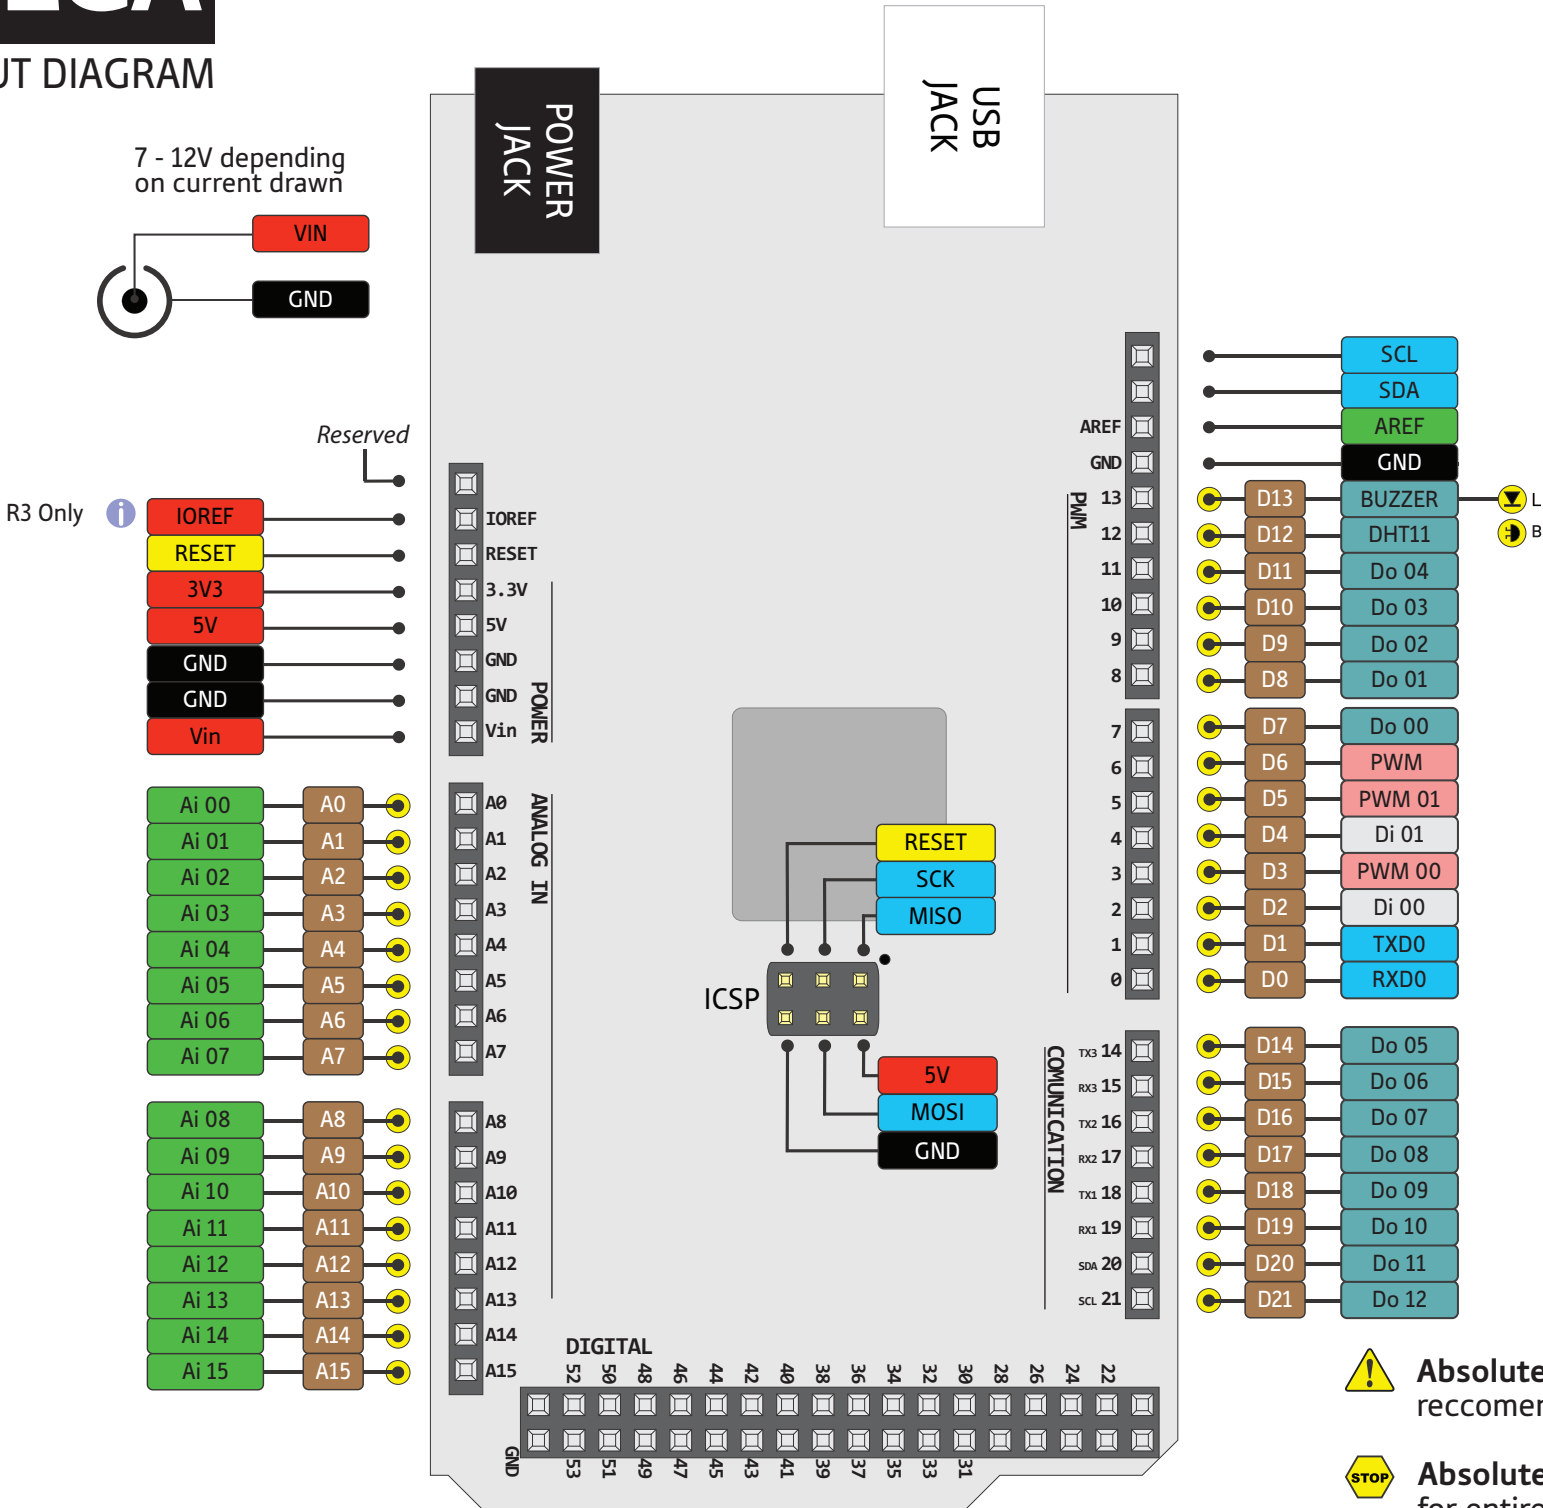 UT DIAGRAM
7 - 12V depending
on current drawn
VIN
GND
POWER
JACK
USB
JACK
Reserved
R3 Only
IOREF
RESET
3V3
5V
GND
GND
Vin
IOREF
RESET
3.3V
5V
GND
GND
Vin
POWER
Ai 00 A0
Ai 01 A1
Ai 02 A2
Ai 03 A3
Ai 04 A4
Ai 05 A5
Ai 06 A6
Ai 07 A7
Ai 08 A8
Ai 09 A9
Ai 10 A10
Ai 11 A11
Ai 12 A12
Ai 13 A13
Ai 14 A14
Ai 15 A15
A0
A1
A2
A3
A4
A5
A6
A7
A8
A9
A10
A11
A12
A13
A14
A15
ANALOG IN
RESET
SCK
MISO
ICSP
5V
MOSI
GND
AREF
GND
13
12
11
10
9
8
7
6
5
4
3
2
1
0
PWM
TX3 14
RX3 15
TX2 16
RX2 17
TX1 18
RX1 19
SDA 20
SCL 21
COMUNICATION
SCL
SDA
AREF
GND
D13 BUZZER L
D12 DHT11 B
D11 Do 04
D10 Do 03
D9 Do 02
D8 Do 01
D7 Do 00
D6 PWM
D5 PWM 01
D4 Di 01
D3 PWM 00
D2 Di 00
D1 TXD0
D0 RXD0
D14 Do 05
D15 Do 06
D16 Do 07
D17 Do 08
D18 Do 09
D19 Do 10
D20 Do 11
D21 Do 12
DIGITAL
52 50 48 46 44 42 40 38 36 34 32 30 28 26 24 22
GND 53 51 49 47 45 43 41 39 37 35 33 31
Absolute
reccomen
STOP
Absolute
for entire